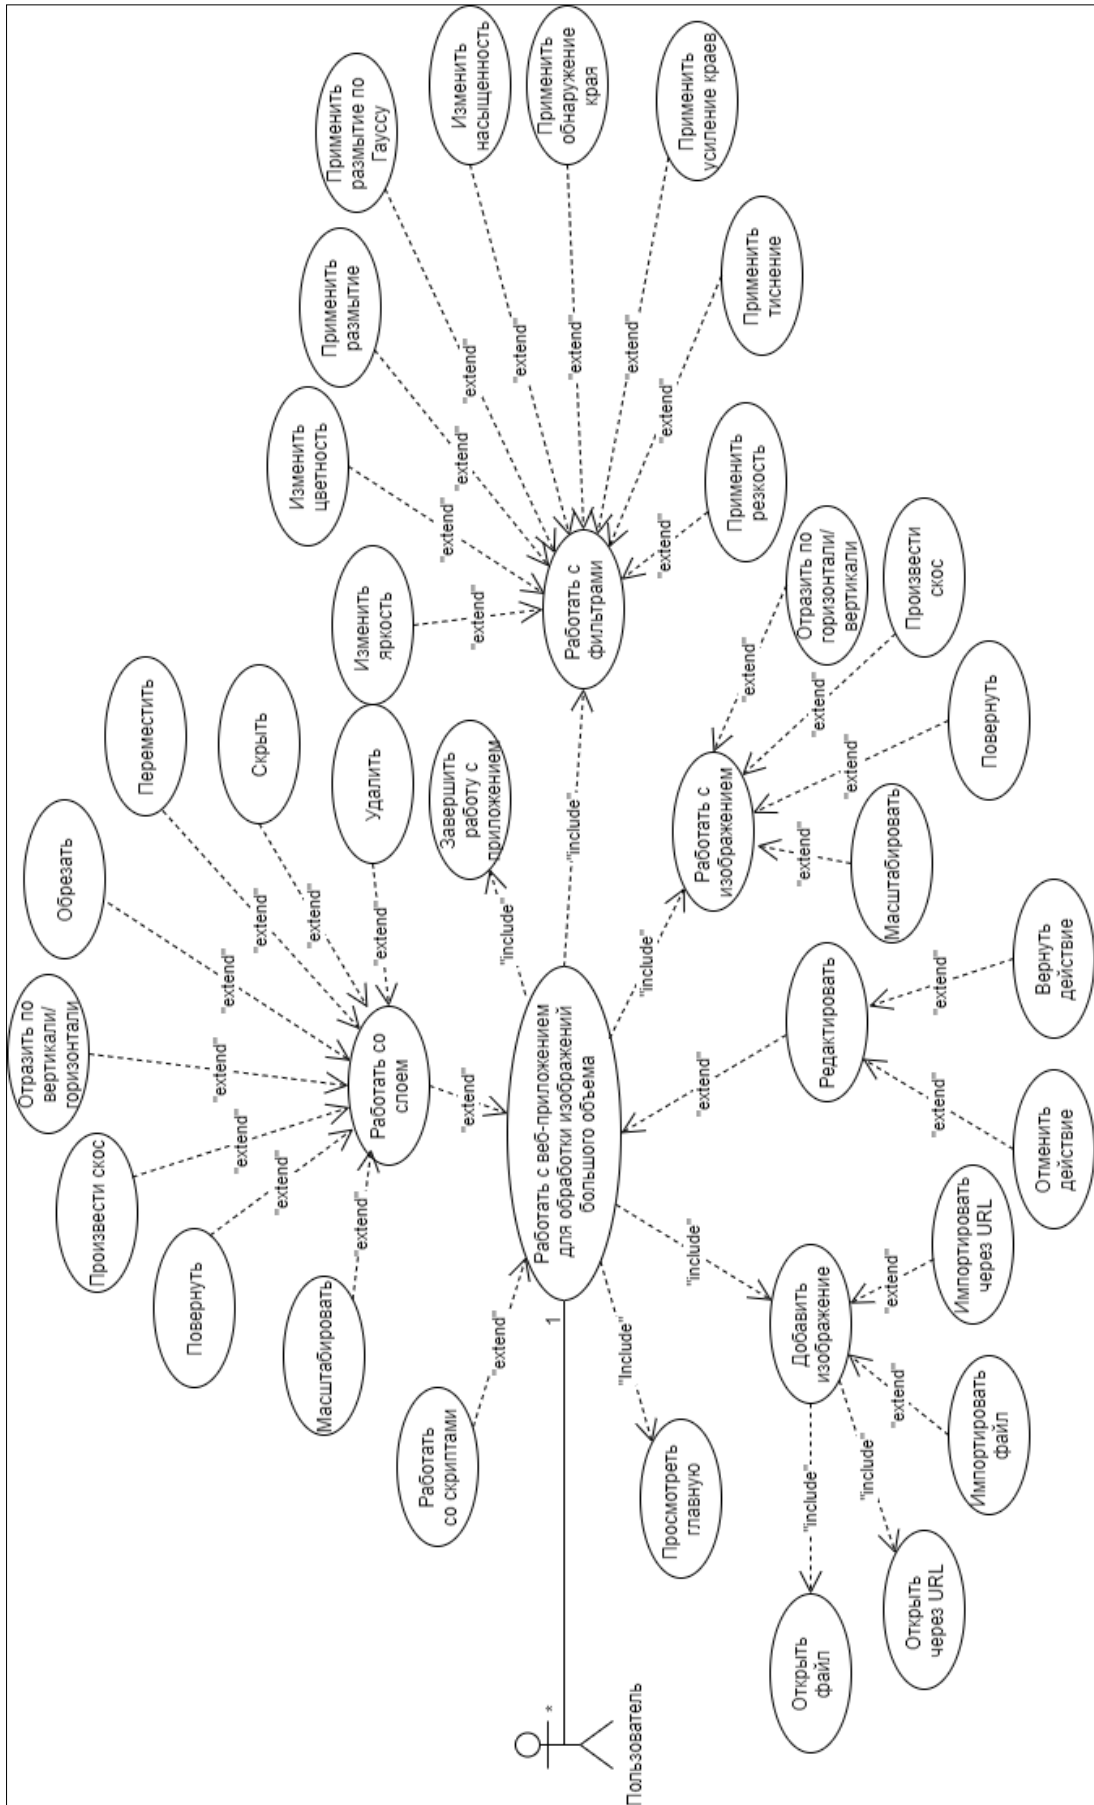 Отразить по
вертикали/
горизонтали
Обрезать
Переместить
Произвести скос
Скрыть
Повернуть
Удалить
Масштабировать
"extend"
"extend"
"extend"
"extend"
"extend"
"extend"
"extend"
"extend"
Работать со
слоем
Изменить
яркость
Изменить
цветность
Применить
размытие
Применить
размытие по
Гауссу
Изменить
насыщенность
Применить
обнаружение
края
Применить
усиление краев
Применить
тиснение
Применить
резкость
"extend"
"extend"
"extend"
"extend"
"extend"
"extend"
"extend"
"extend"
"extend"
Работать с
фильтрами
Завершить
работу с
приложением
"include"
"include"
"extend"
Работать
со скриптами
"extend"
Пользователь
*
1
Работать с веб-приложением
для обработки изображений
большого объема
"include"
Работать с
изображением
Отразить по
горизонтали/
вертикали
Произвести
скос
Повернуть
Масштабировать
"extend"
"extend"
"extend"
"extend"
"extend"
Редактировать
"extend"
"extend"
Отменить
действие
Вернуть
действие
"Include"
Просмотреть
главную
"include"
Добавить
изображение
"include"
"include"
"extend"
"extend"
Открыть
файл
Открыть
через URL
Импортировать
файл
Импортировать
через URL